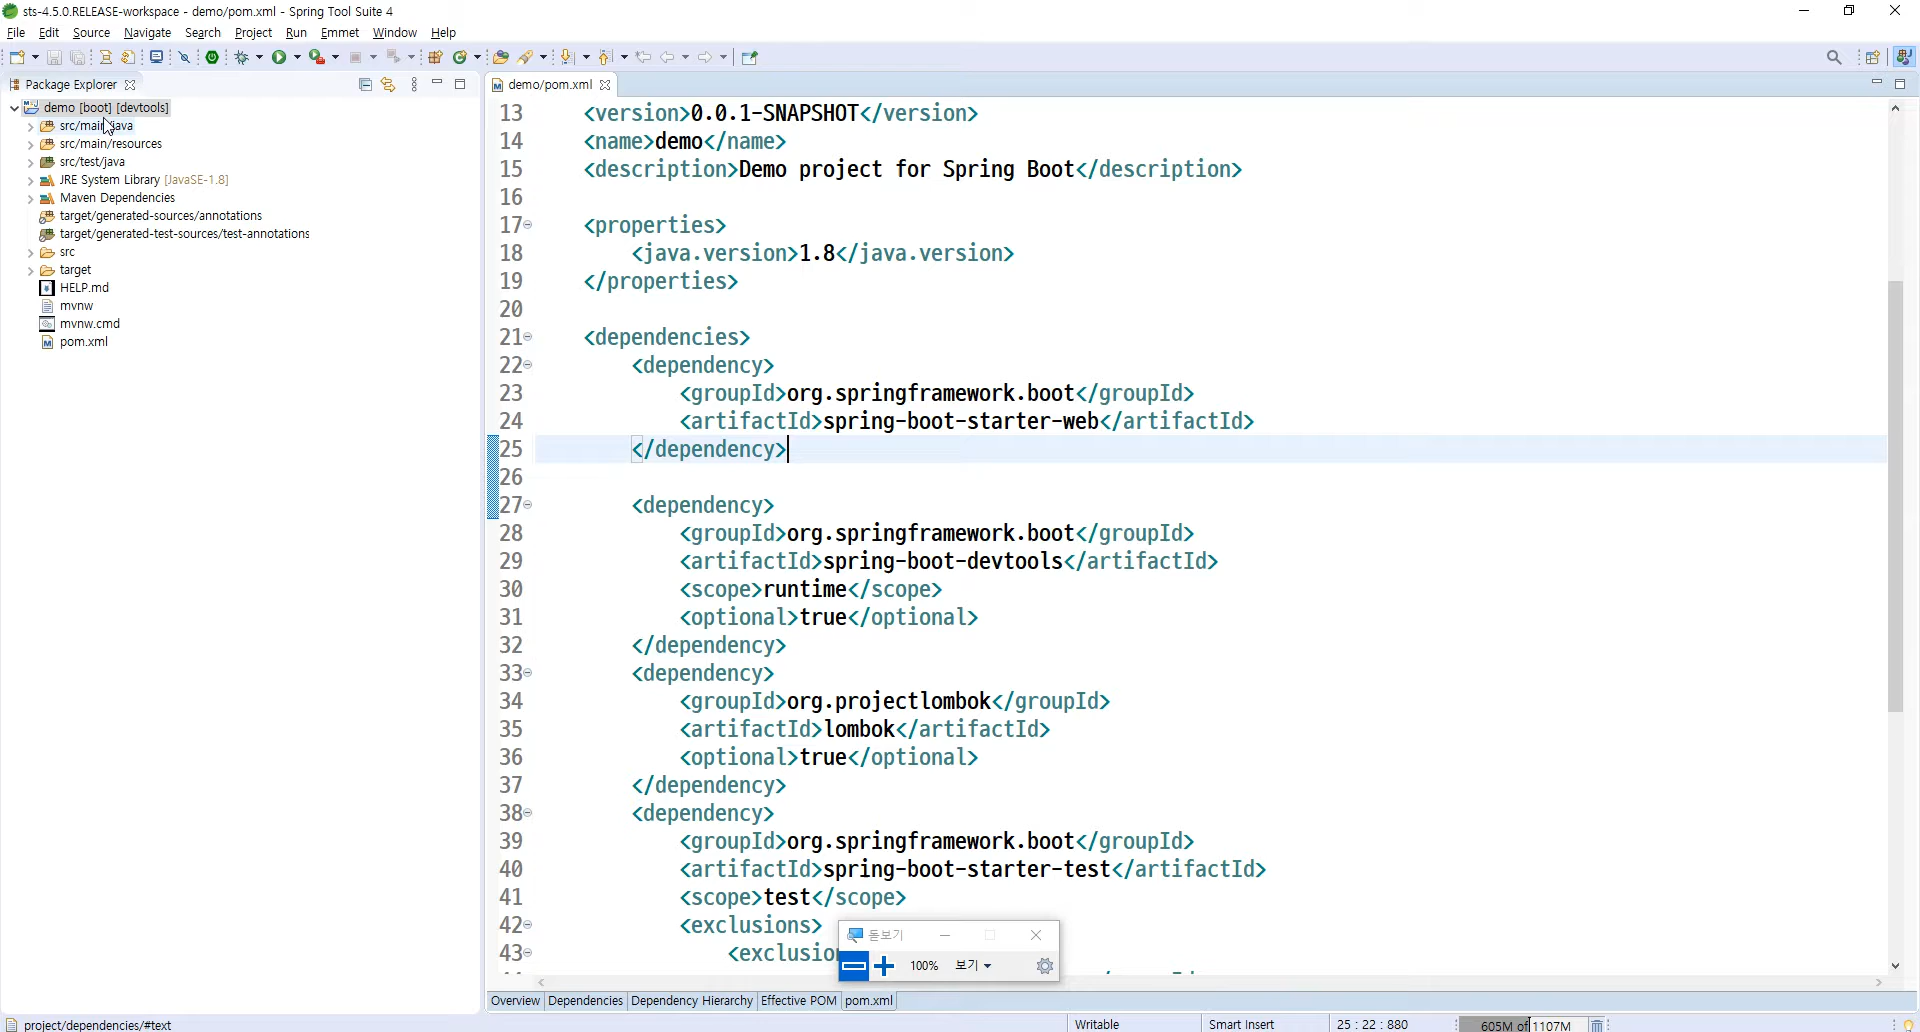 sts-4.5.0.RELEASE-workspace - demo/pom.xml - Spring Tool Suite 4
File Edit Source Navigate Search Project Run Emmet Window Help
Package Explorer
demo/pom.xml
demo [boot] [devtools]
src/main/java
src/main/resources
src/test/java
JRE System Library [JavaSE-1.8]
Maven Dependencies
target/generated-sources/annotations
target/generated-test-sources/test-annotations
src
target
HELP.md
mvnw
mvnw.cmd
pom.xml
13 <version>0.0.1-SNAPSHOT</version>
14 <name>demo</name>
15 <description>Demo project for Spring Boot</description>
16
17 <properties>
18 <java.version>1.8</java.version>
19 </properties>
20
21 <dependencies>
22 <dependency>
23 <groupId>org.springframework.boot</groupId>
24 <artifactId>spring-boot-starter-web</artifactId>
25 </dependency>
26
27 <dependency>
28 <groupId>org.springframework.boot</groupId>
29 <artifactId>spring-boot-devtools</artifactId>
30 <scope>runtime</scope>
31 <optional>true</optional>
32 </dependency>
33 <dependency>
34 <groupId>org.projectlombok</groupId>
35 <artifactId>lombok</artifactId>
36 <optional>true</optional>
37 </dependency>
38 <dependency>
39 <groupId>org.springframework.boot</groupId>
40 <artifactId>spring-boot-starter-test</artifactId>
41 <scope>test</scope>
42 <exclusions>
43 <exclusion
돋보기
100% 보기
Overview Dependencies Dependency Hierarchy Effective POM pom.xml
project/dependencies/#text Writable Smart Insert 25 : 22 : 880 605M of 1107M